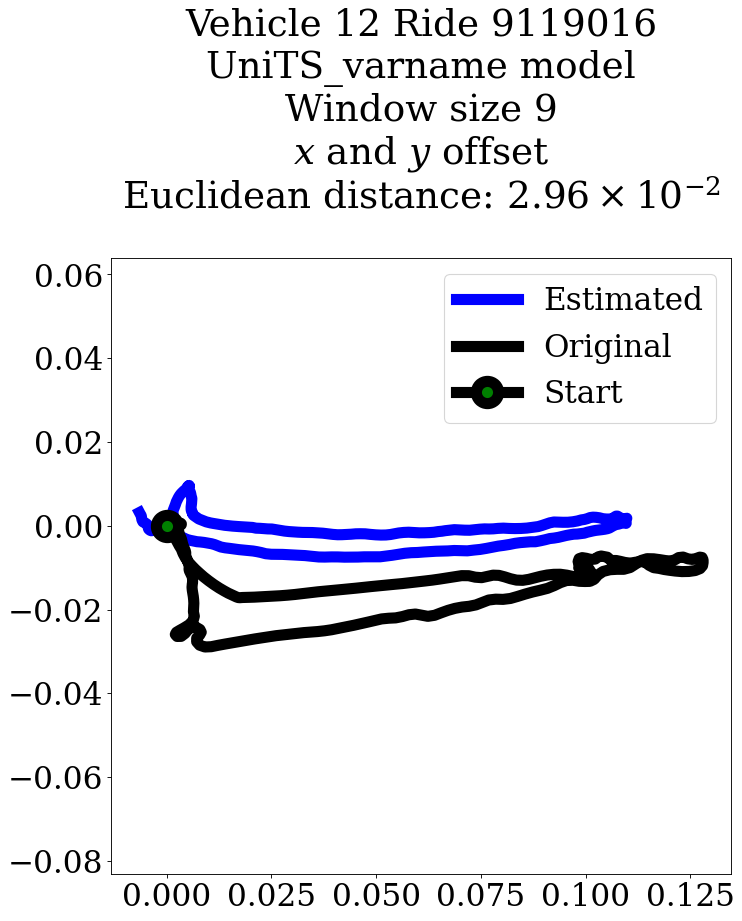 Vehicle 12 Ride 9119016
UniTS_varname model
Window size 9
x and y offset
Euclidean distance: 2.96 × 10⁻²
Estimated
Original
Start
0.06
0.04
0.02
0.00
−0.02
−0.04
−0.06
−0.08
0.000 0.025 0.050 0.075 0.100 0.125